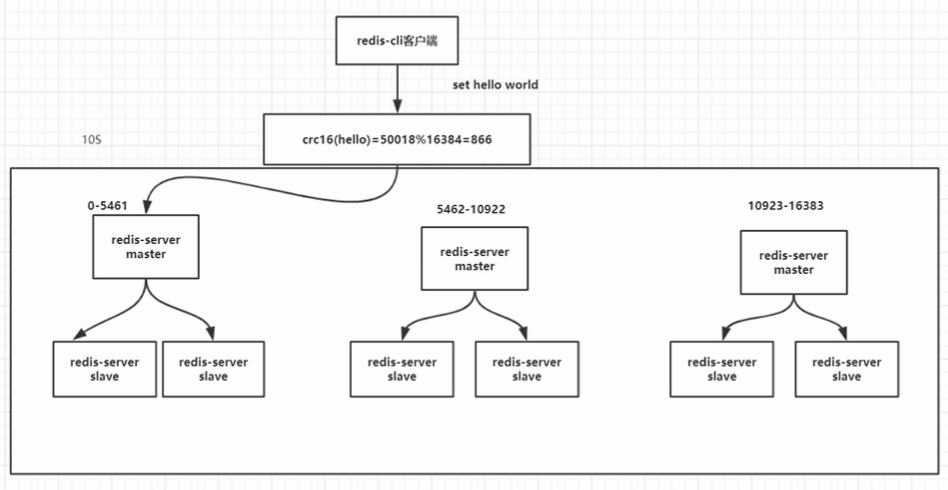 redis-cli客户端
set hello world
crc16(hello)=50018%16384=866
10S
0-5461
5462-10922
10923-16383
redis-server
master
redis-server
master
redis-server
master
redis-server
slave
redis-server
slave
redis-server
slave
redis-server
slave
redis-server
slave
redis-server
slave